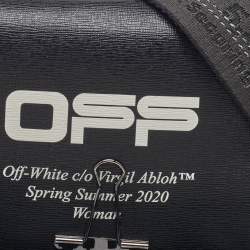 OFF
Off-White c/o Virgil Abloh™
Spring Summer 2020
Woman